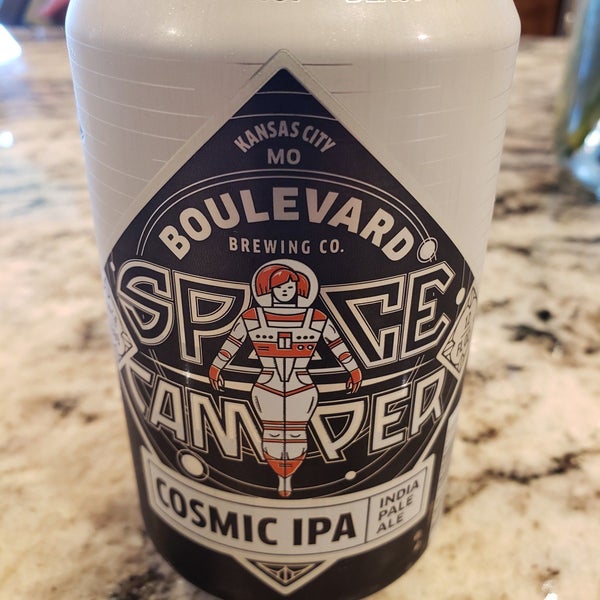 KANSAS CITY
MO
BOULEVARD
BREWING CO.
SPACE
CAMPER
COSMIC IPA
INDIA
PALE
ALE